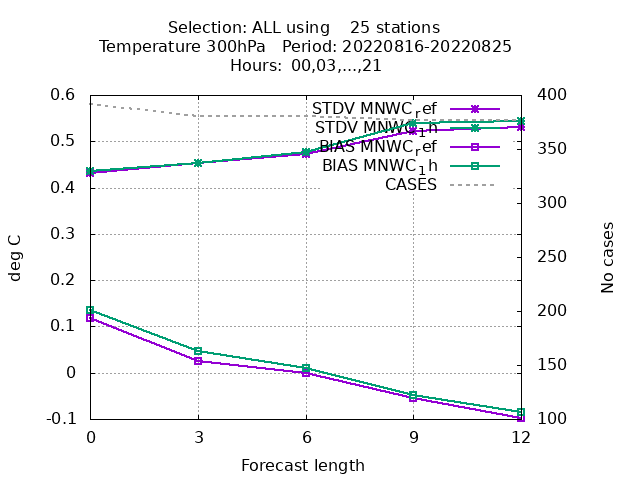 Selection: ALL using    25 stations
Temperature 300hPa   Period: 20220816-20220825
Hours:  00,03,...,21
0.6
0.5
0.4
0.3
0.2
0.1
0
-0.1
400
350
300
250
200
150
100
STDV MNWC_ref
STDV MNWC_1h
BIAS MNWC_ref
BIAS MNWC_1h
CASES
deg C
No cases
0 3 6 9 12
Forecast length